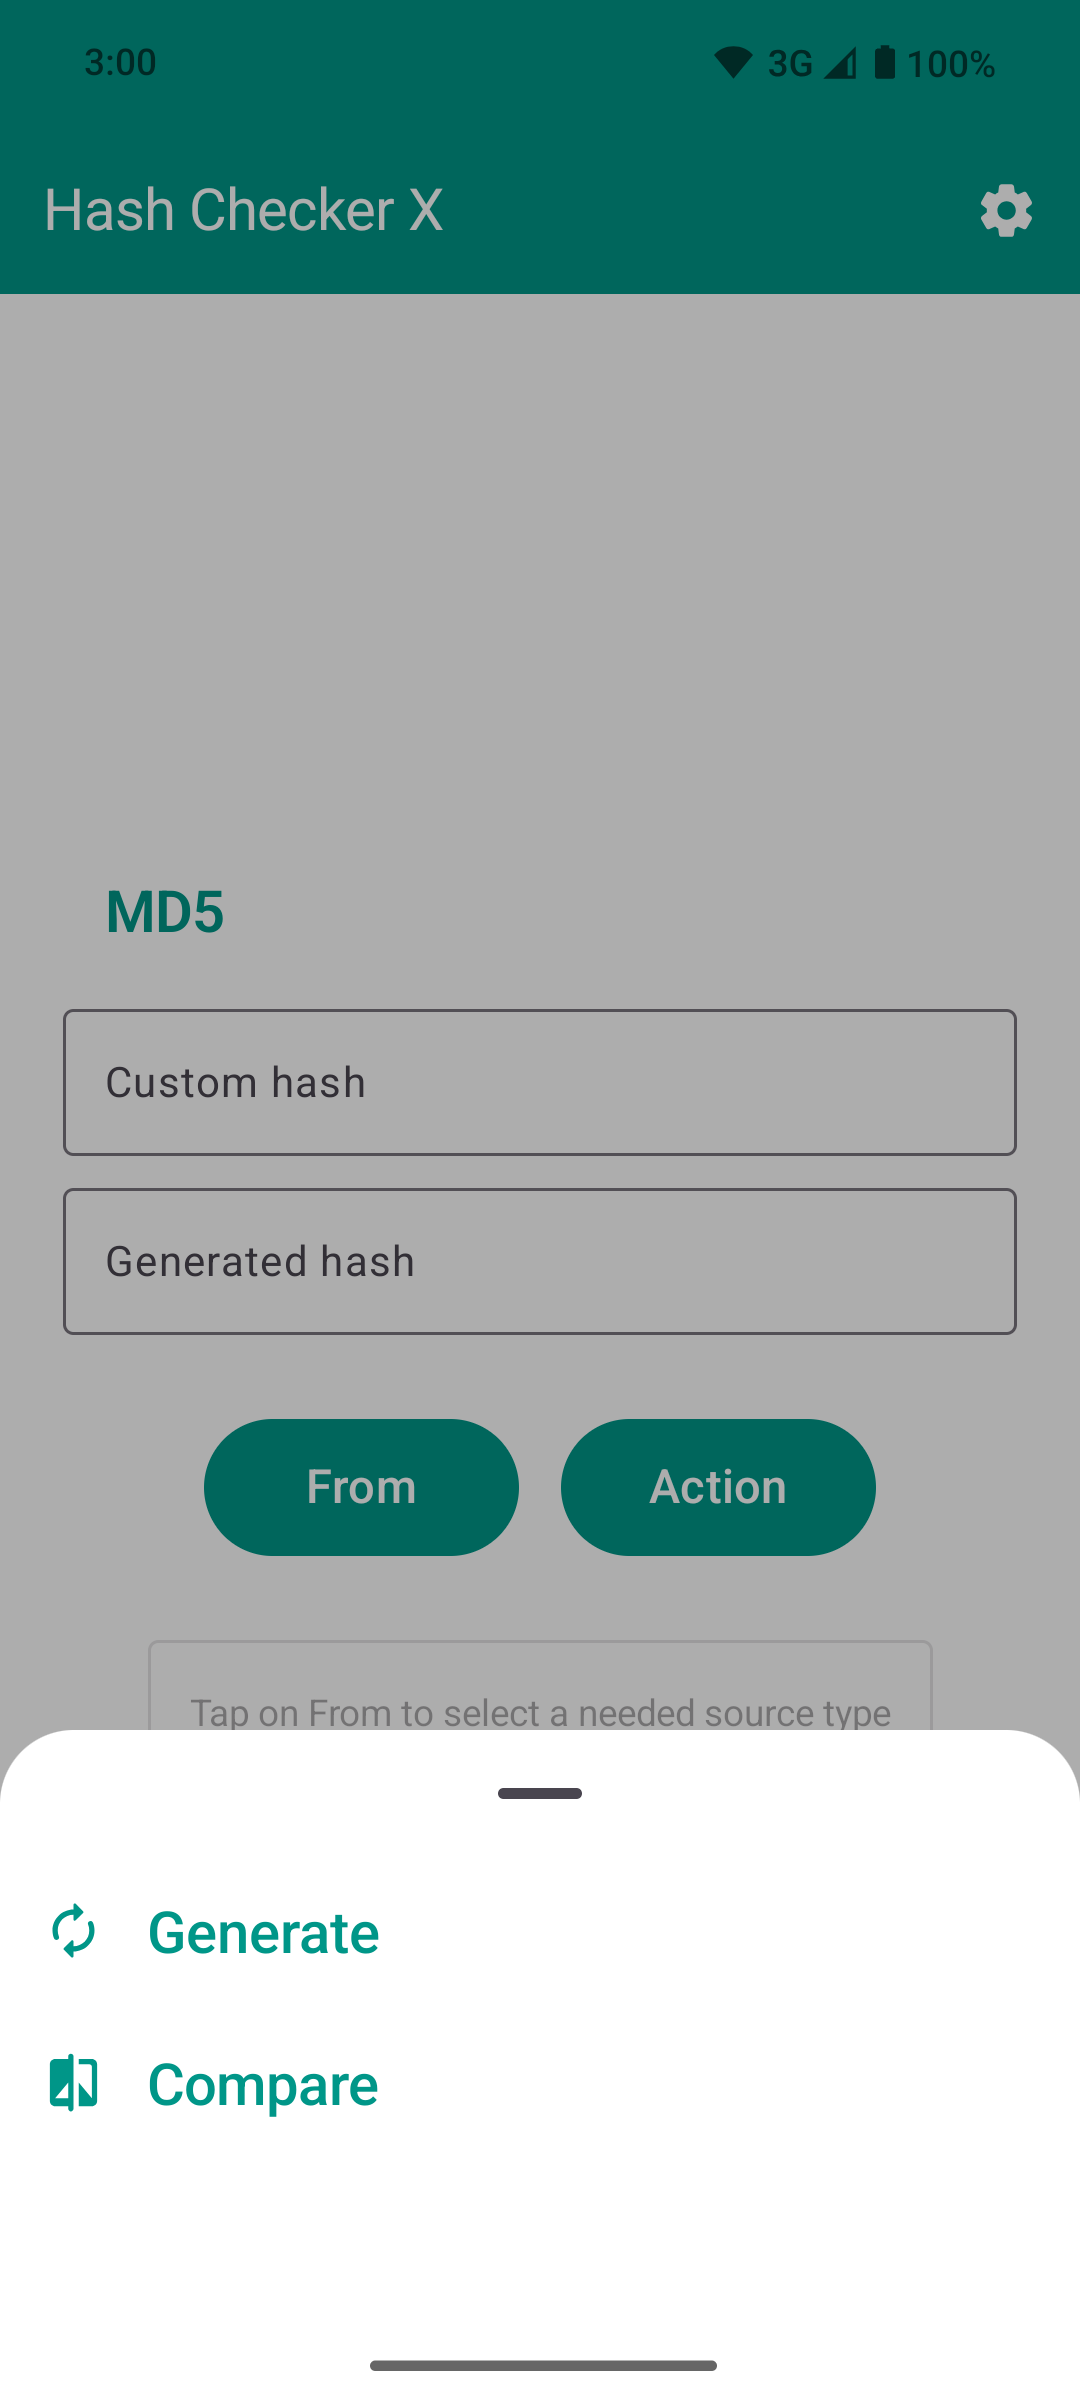 3:00
3G
100%
Hash Checker X
MD5
Custom hash
Generated hash
From
Action
Tap on From to select a needed source type
Generate
Compare